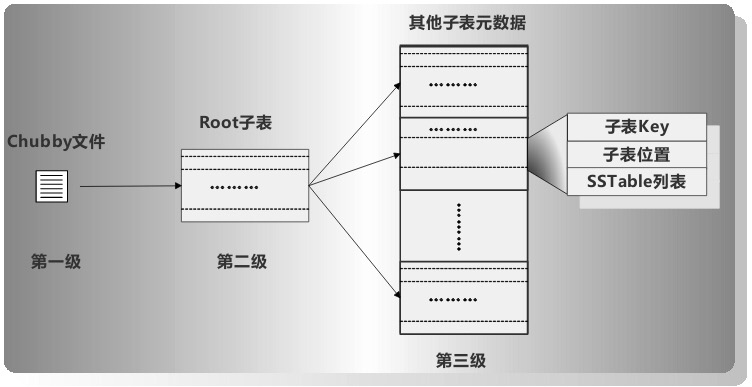 其他子表元数据
Root子表
Chubby文件
子表Key
子表位置
SSTable列表
第一级
第二级
第三级